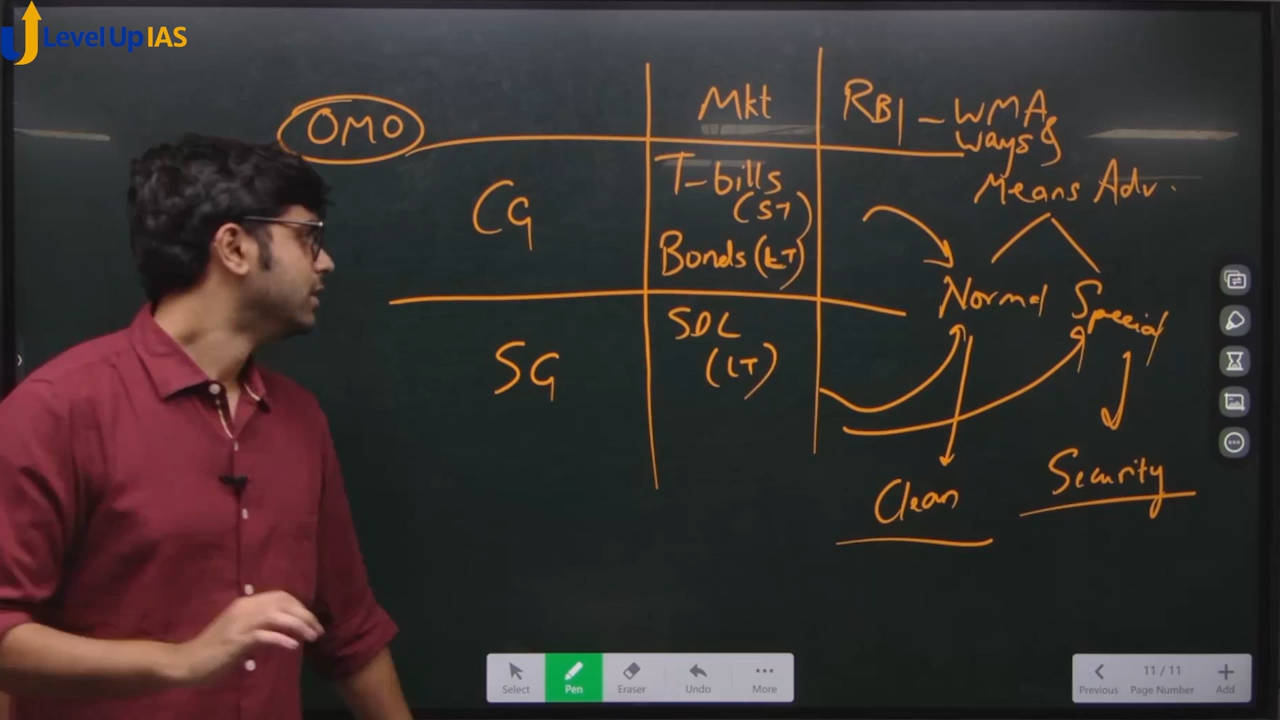 Level Up IAS
OMO
Mkt
RBI - WMA
Ways &
Means Adv.
CG
T-bills
(ST)
Bonds (LT)
Normal Special
SG
SDL
(LT)
Clean
Security
Select Pen Eraser Undo More
Previous 11 / 11 Page Number Add